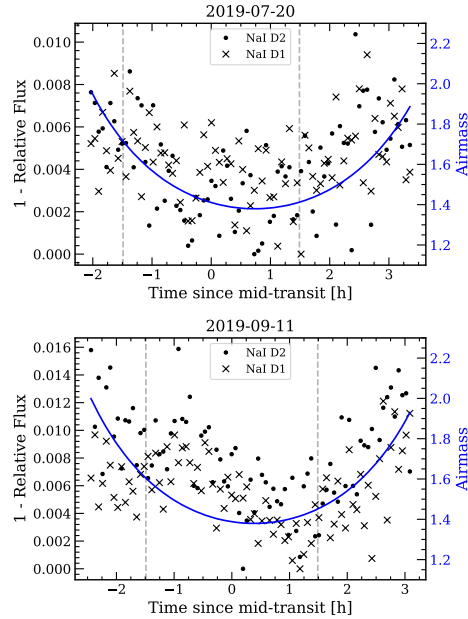 2019-07-20
NaI D2
NaI D1
1 - Relative Flux
0.010
0.008
0.006
0.004
0.002
0.000
2.2
2.0
1.8
1.6
1.4
1.2
Airmass
−2 −1 0 1 2 3
Time since mid-transit [h]
2019-09-11
NaI D2
NaI D1
1 - Relative Flux
0.016
0.014
0.012
0.010
0.008
0.006
0.004
0.002
0.000
2.2
2.0
1.8
1.6
1.4
1.2
Airmass
−2 −1 0 1 2 3
Time since mid-transit [h]